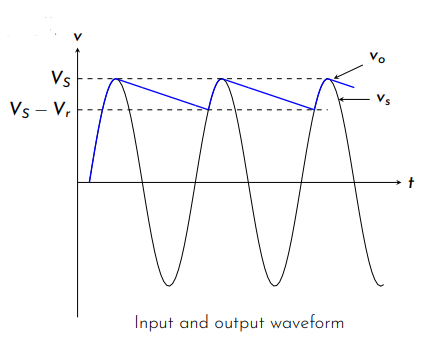 v
V_S
v_o
V_S − V_r
v_s
t
Input and output waveform